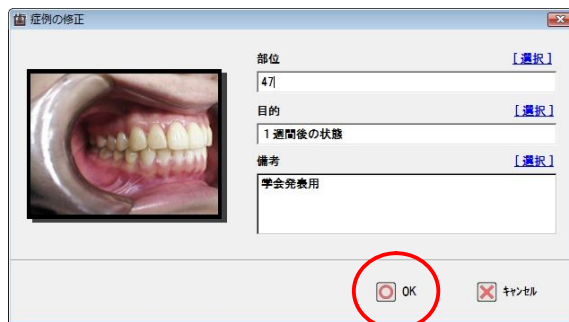 症例の修正
部位 [選択]
47
目的 [選択]
1週間後の状態
備考 [選択]
学会発表用
OK
キャンセル